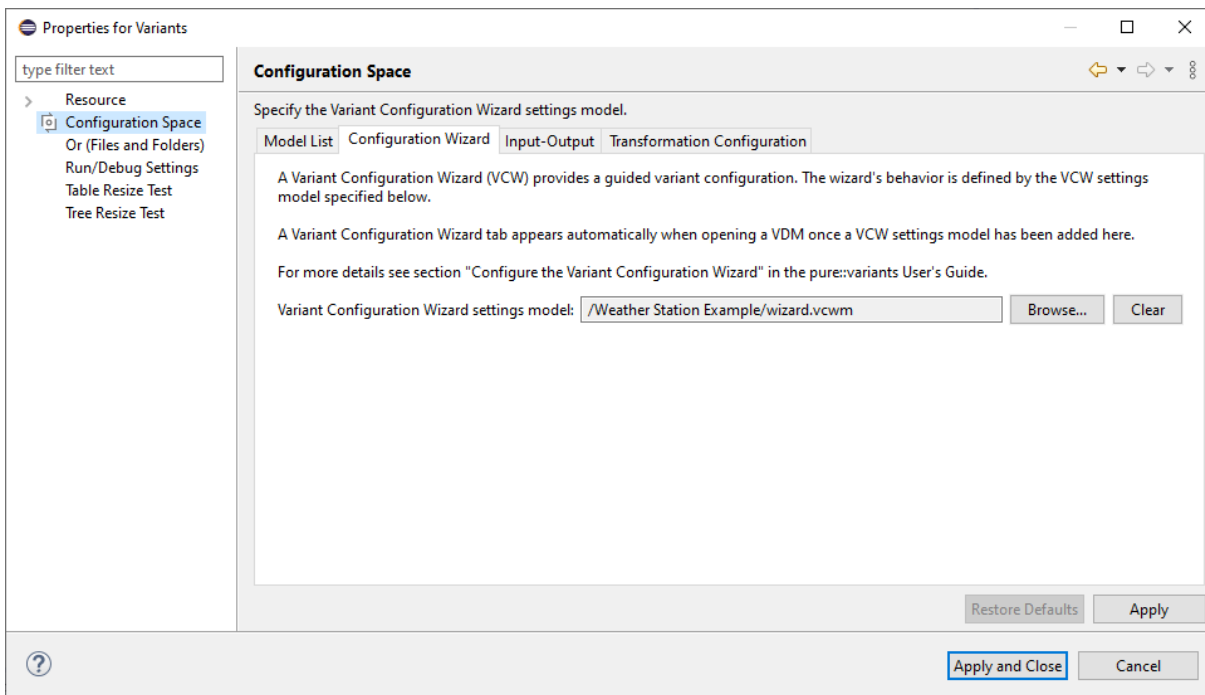 Properties for Variants
type filter text
Resource
Configuration Space
Or (Files and Folders)
Run/Debug Settings
Table Resize Test
Tree Resize Test
Configuration Space
Specify the Variant Configuration Wizard settings model.
Model List Configuration Wizard Input-Output Transformation Configuration
A Variant Configuration Wizard (VCW) provides a guided variant configuration. The wizard's behavior is defined by the VCW settings
model specified below.
A Variant Configuration Wizard tab appears automatically when opening a VDM once a VCW settings model has been added here.
For more details see section "Configure the Variant Configuration Wizard" in the pure::variants User's Guide.
Variant Configuration Wizard settings model: /Weather Station Example/wizard.vcwm Browse... Clear
Restore Defaults Apply
? Apply and Close Cancel